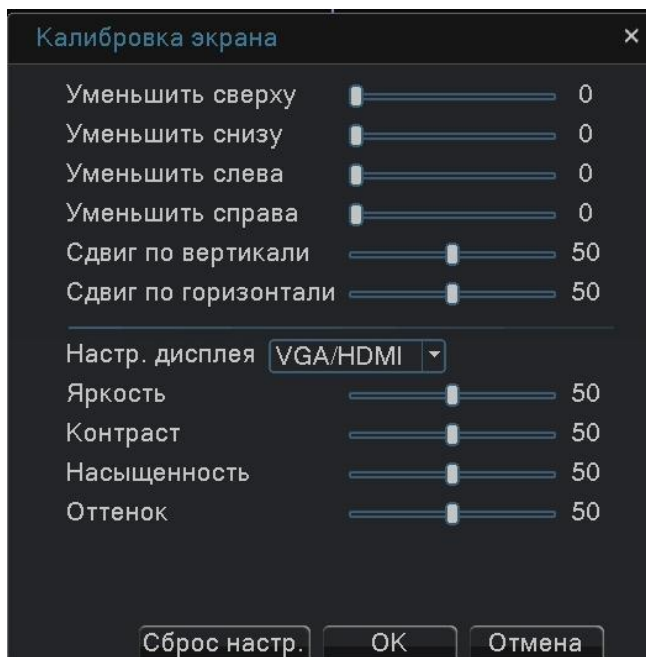 Калибровка экрана ×
Уменьшить сверху 0
Уменьшить снизу 0
Уменьшить слева 0
Уменьшить справа 0
Сдвиг по вертикали 50
Сдвиг по горизонтали 50
Настр. дисплея VGA/HDMI
Яркость 50
Контраст 50
Насыщенность 50
Оттенок 50
Сброс настр. OK Отмена